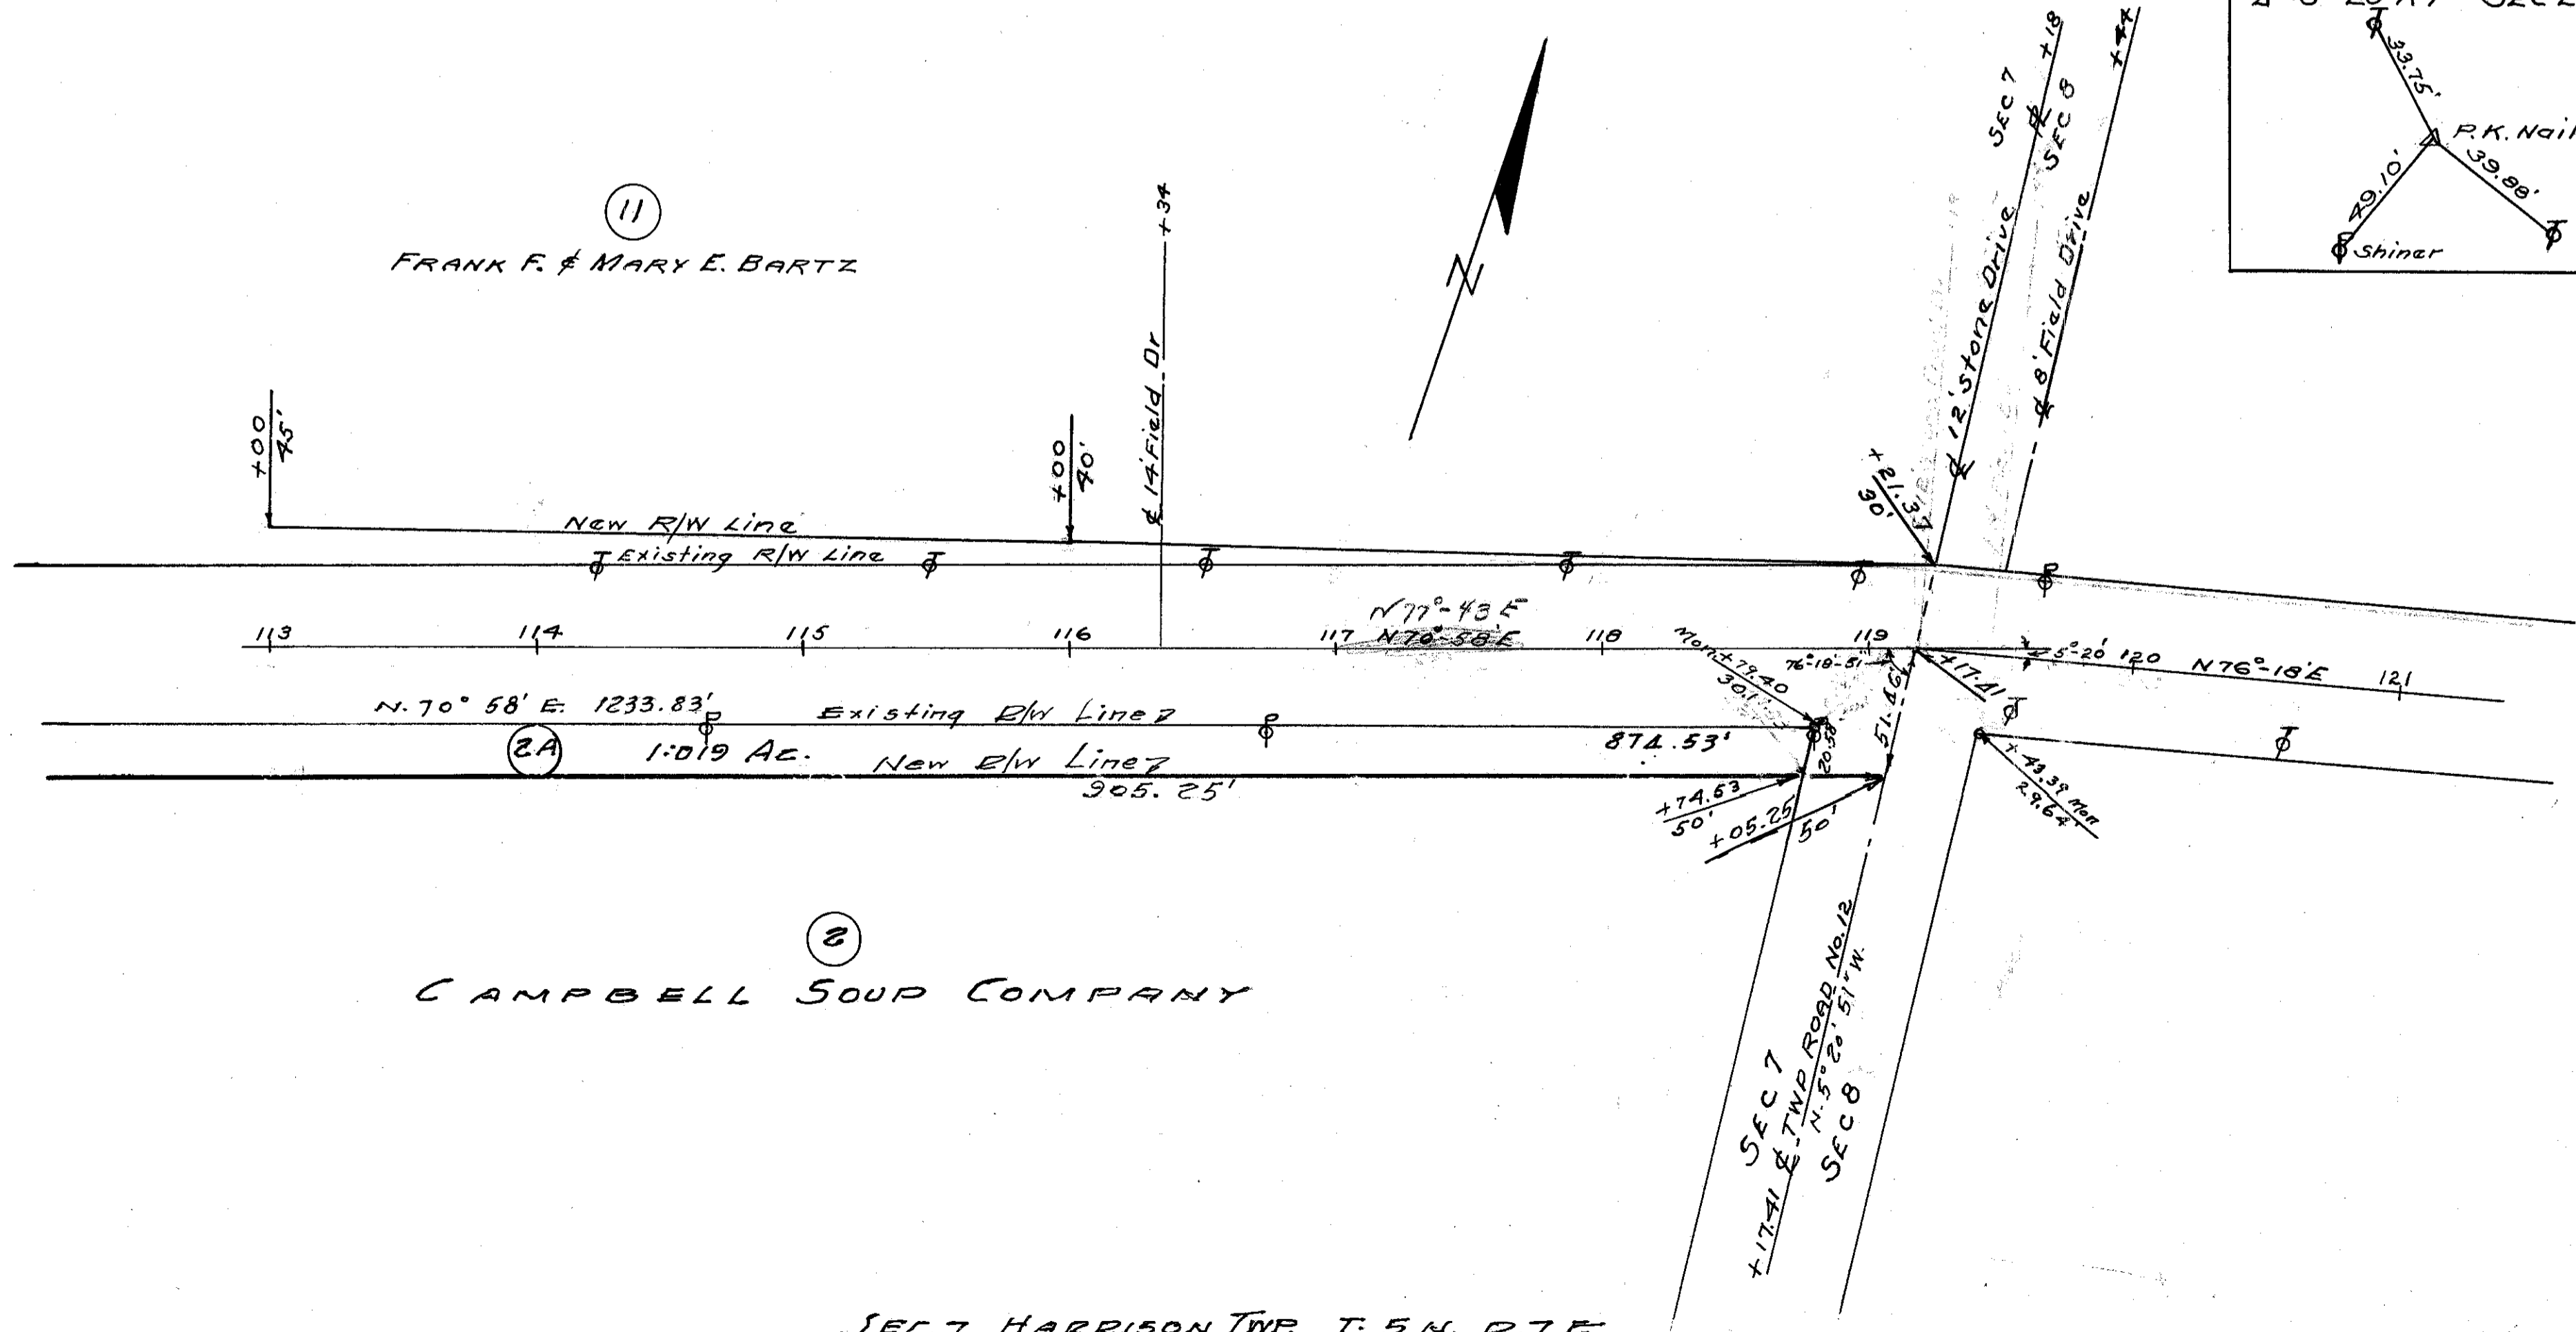 33.75'
P.K. Nail
39.88'
49.10'
Shiner
SEC 7
+18
SEC 8
+44
11
FRANK F. & MARY E. BARTZ
+34
℄ 14' Field Dr
℄ 12' Stone Drive
℄ 8' Field Drive
+00
45'
+00
40'
+21.37
30'
New R/W Line
Existing R/W Line
N 77°-43 E
113 114 115 116 117 N 70°-58' E 118 119
Mon +79.40
30.1'
76°-18'-51"
5°-20' 120 N 76°-18' E 121
+17.41
51.46'
N. 70° 58' E. 1233.83'
Existing R/W Line
2A
1.019 Ac.
New R/W Line
874.53'
20.58'
905.25'
+74.53
50'
+05.25
50'
+43.39 Mon
29.64'
2
CAMPBELL SOUP COMPANY
SEC 7
+17.41 ℄ TWP ROAD No. 12
N-5° 20' 51" W.
SEC 8
SEC 7 HARRISON TWP. T. 5 N. R 7 E